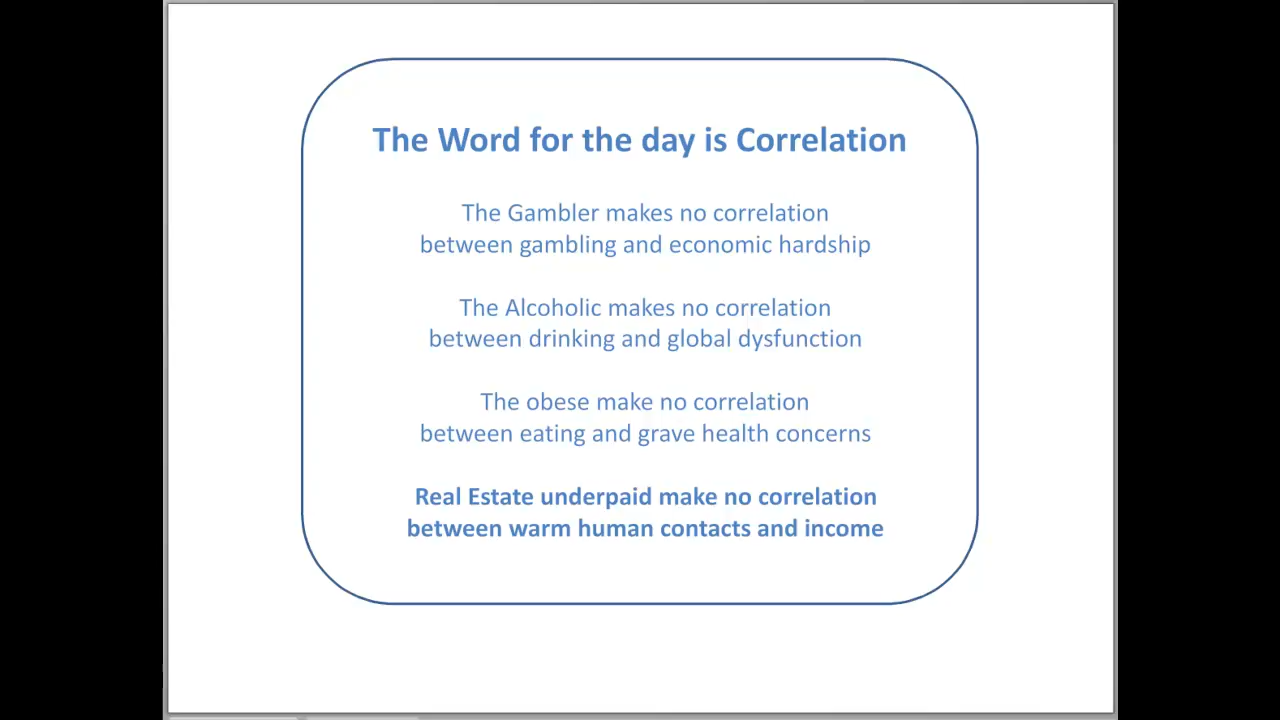 The Word for the day is Correlation
The Gambler makes no correlation
between gambling and economic hardship
The Alcoholic makes no correlation
between drinking and global dysfunction
The obese make no correlation
between eating and grave health concerns
Real Estate underpaid make no correlation
between warm human contacts and income